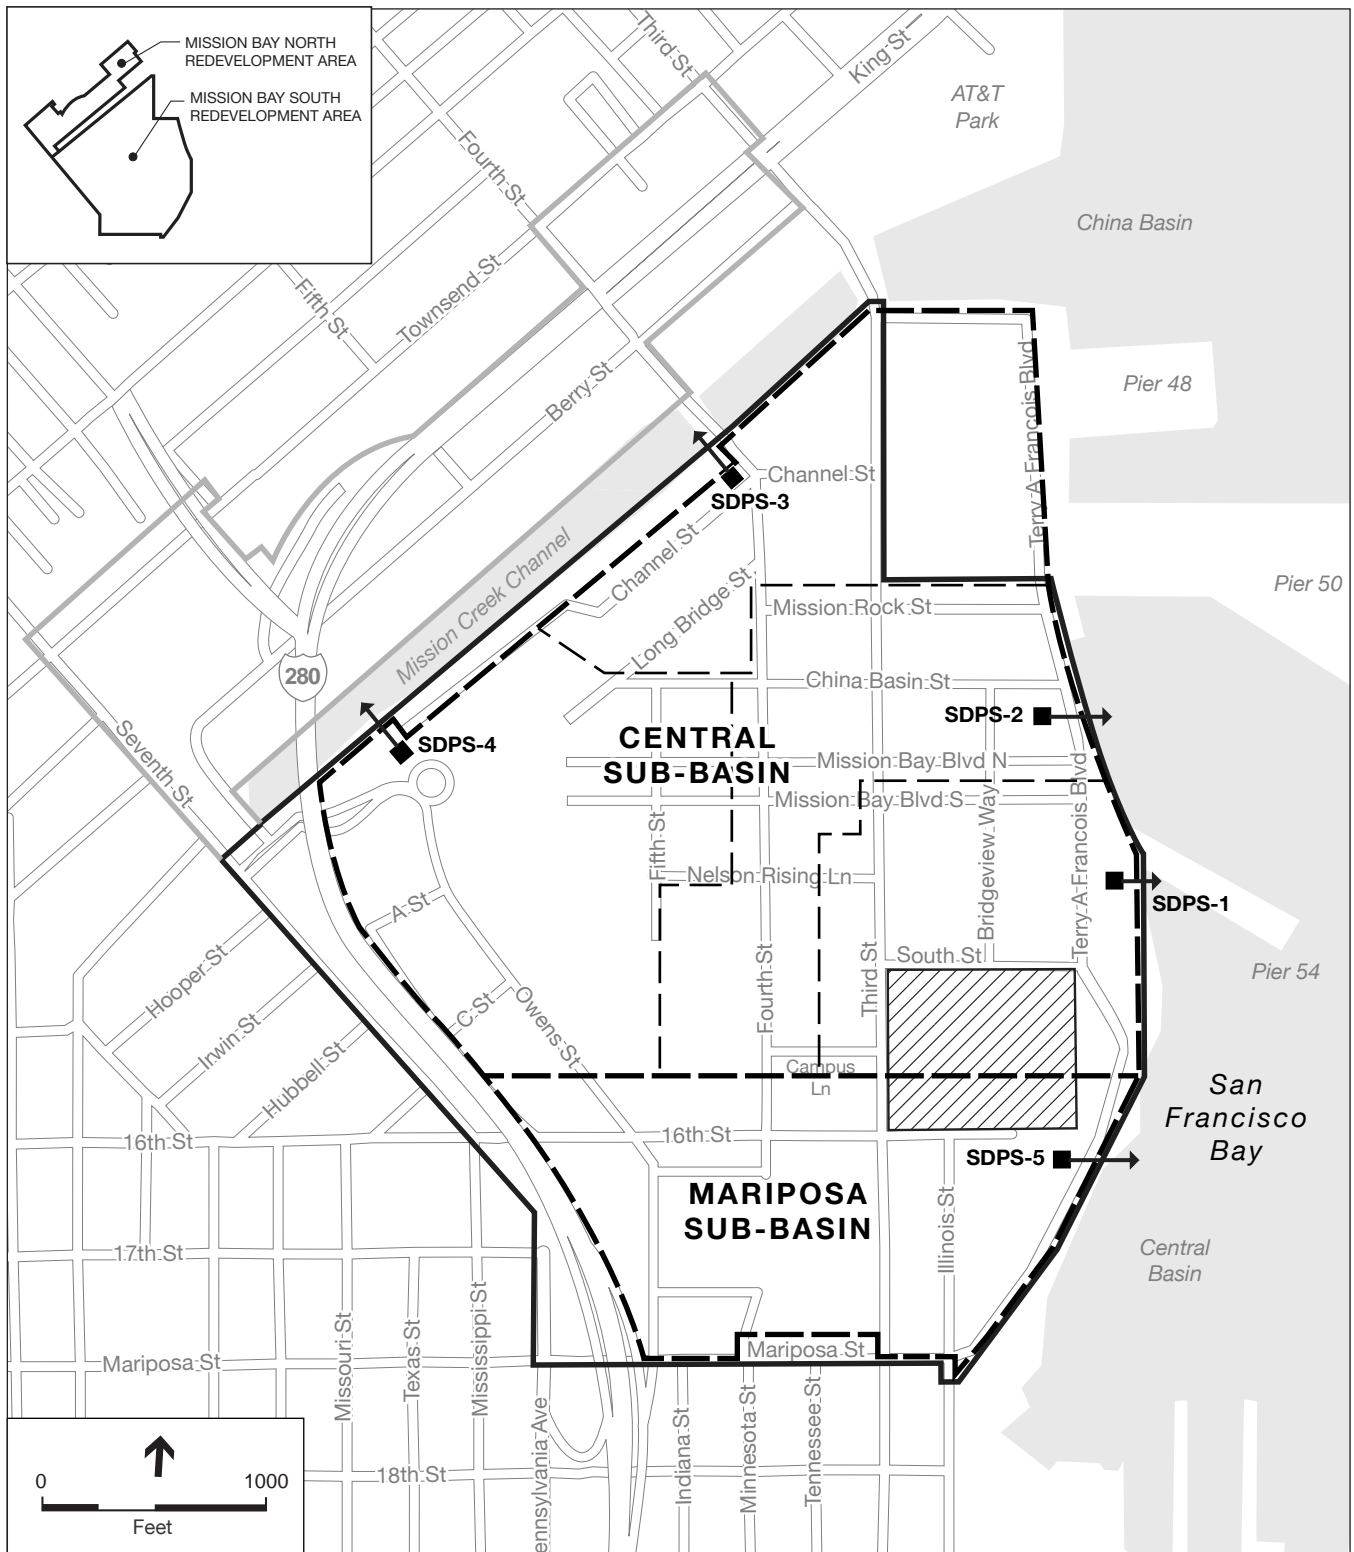 MISSION BAY NORTH
REDEVELOPMENT AREA
MISSION BAY SOUTH
REDEVELOPMENT AREA
Third St
King St
AT&T
Park
Fourth St
China Basin
Fifth St
Townsend St
Berry St
Terry A Francois Blvd
Pier 48
Channel St
SDPS-3
Mission Creek Channel
Channel St
Long Bridge St
Pier 50
Mission Rock St
280
China Basin St
Seventh St
SDPS-4
SDPS-2
CENTRAL
SUB-BASIN
Mission Bay Blvd N
Mission Bay Blvd S
Fifth St
Bridgeview Way
Terry A Francois Blvd
Nelson Rising Ln
SDPS-1
A St
Hooper St
South St
Pier 54
Fourth St
Third St
C St
Owens St
Irwin St
Hubbell St
Campus
Ln
San
Francisco
Bay
16th St
16th St
SDPS-5
MARIPOSA
SUB-BASIN
Illinois St
17th St
Central
Basin
Missouri St
Texas St
Mississippi St
Mariposa St
Mariposa St
ennsylvania Ave
Indiana St
Minnesota St
Tennessee St
18th St
0
1000
Feet